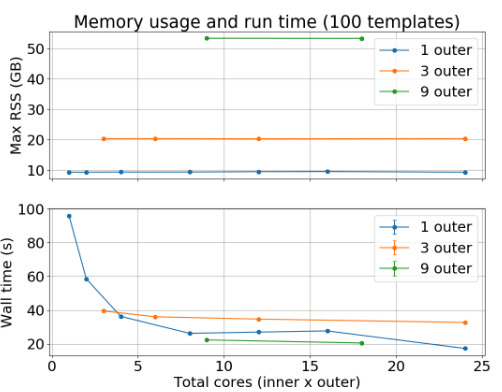 Memory usage and run time (100 templates)
Max RSS (GB)
50
40
30
20
10
1 outer
3 outer
9 outer
Wall time (s)
100
80
60
40
20
1 outer
3 outer
9 outer
0 5 10 15 20 25
Total cores (inner x outer)